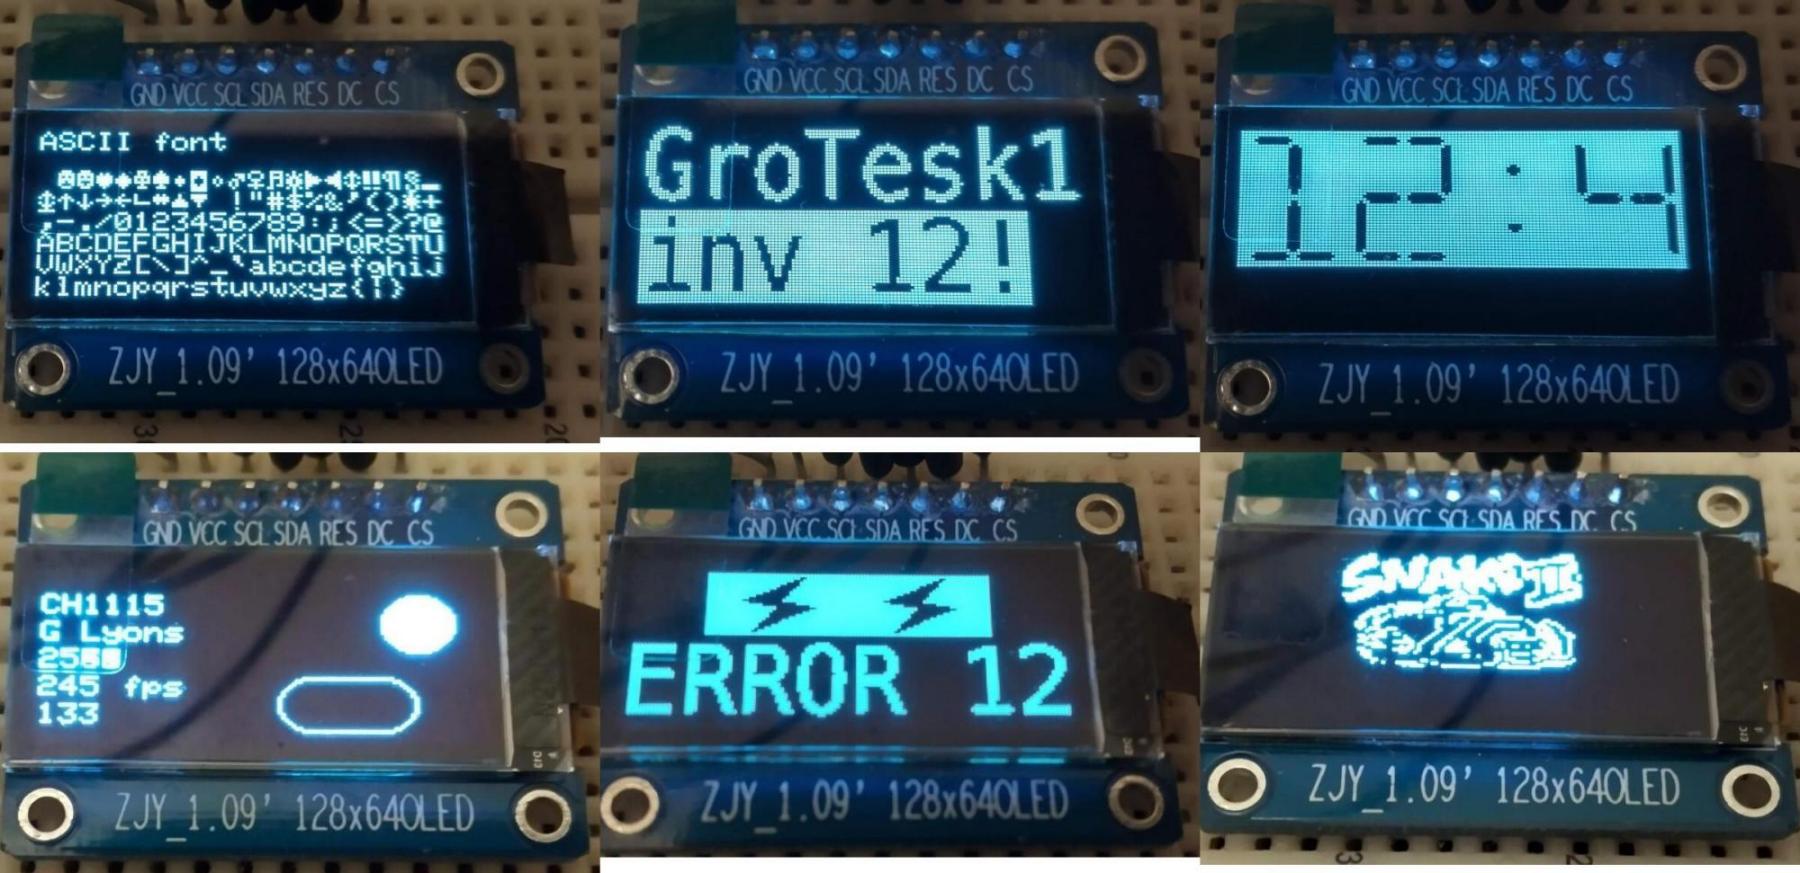 GND VCC SCL SDA RES DC CS
ASCII font
!"#$%&'()*+
,-./0123456789:;<=>?@
ABCDEFGHIJKLMNOPQRSTU
VWXYZ[\]^_`abcdefghij
klmnopqrstuvwxyz{¦}
ZJY_1.09' 128x64OLED
GND VCC SCL SDA RES DC CS
GroTesk1
inv 12!
ZJY_1.09' 128x64OLED
GND VCC SCL SDA RES DC CS
12:4
ZJY_1.09' 128x64OLED
GND VCC SCL SDA RES DC CS
CH1115
G Lyons
245 fps
133
ZJY_1.09' 128x64OLED
GND VCC SCL SDA RES DC CS
ERROR 12
ZJY_1.09' 128x64OLED
GND VCC SCL SDA RES DC CS
SNAKE II
ZJY_1.09' 128x64OLED